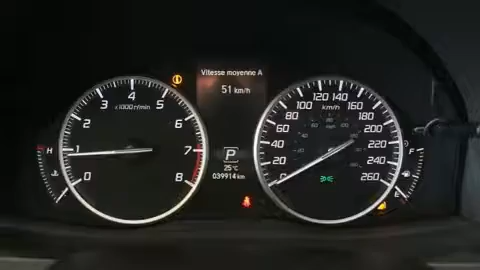 Vitesse moyenne A
51 km/h
x1000r/min
1
2
3
4
5
6
7
8
H
P
25°C
039914 km
km/h
0
20
40
60
80
100
120
140
160
180
200
220
240
260
F
E